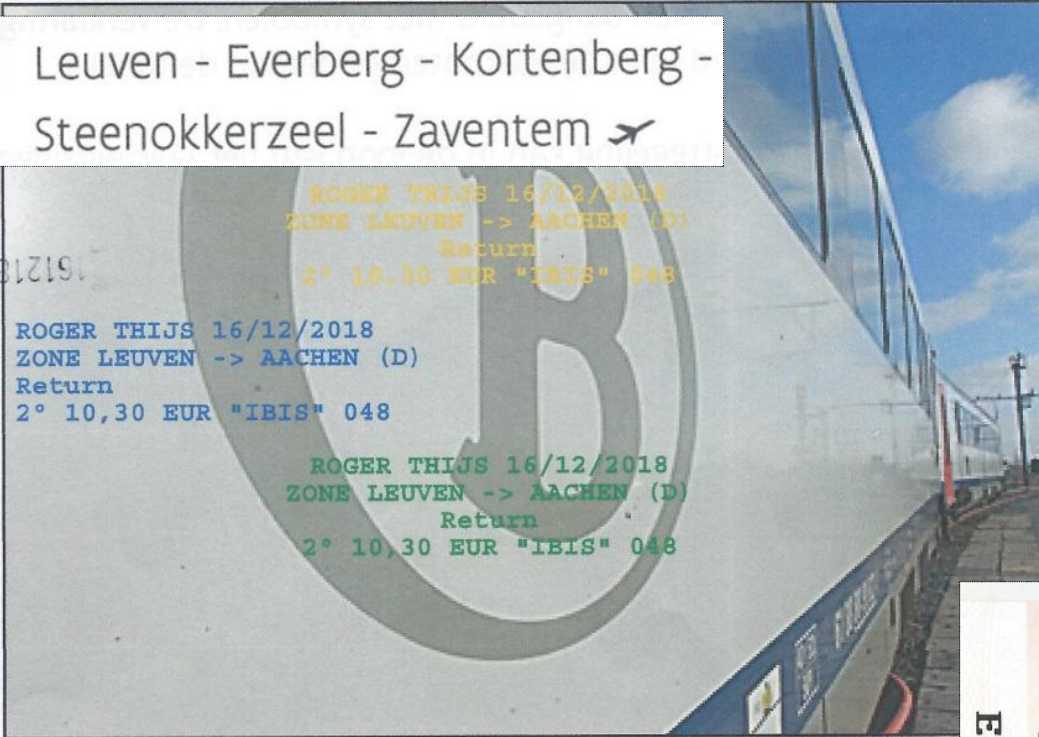 Leuven - Everberg - Kortenberg -
Steenokkerzeel - Zaventem
ROGER THIJS 16/12/2018
ZONE LEUVEN -> AACHEN (D)
Return
2° 10,30 EUR "IBIS" 048
161218
ROGER THIJS 16/12/2018
ZONE LEUVEN -> AACHEN (D)
Return
2° 10,30 EUR "IBIS" 048
ROGER THIJS 16/12/2018
ZONE LEUVEN -> AACHEN (D)
Return
2° 10,30 EUR "IBIS" 048
B
E